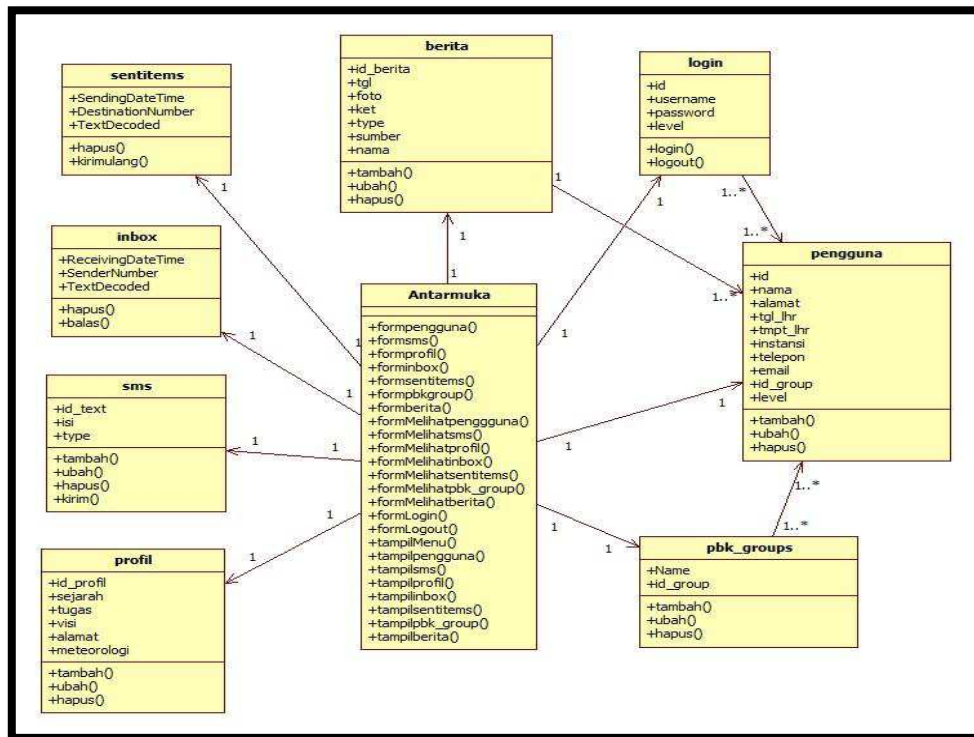 sentitems
+SendingDateTime
+DestinationNumber
+TextDecoded
+hapus()
+kirimulang()
berita
+id_berita
+tgl
+foto
+ket
+type
+sumber
+nama
+tambah()
+ubah()
+hapus()
login
+id
+username
+password
+level
+login()
+logout()
inbox
+ReceivingDateTime
+SenderNumber
+TextDecoded
+hapus()
+balas()
Antarmuka
+formpengguna()
+formsms()
+formprofil()
+forminbox()
+formsentitems()
+formpbkgroup()
+formberita()
+formMelihatpenggguna()
+formMelihatsms()
+formMelihatprofil()
+formMelihatinbox()
+formMelihatsentitems()
+formMelihatpbk_group()
+formMelihatberita()
+formLogin()
+formLogout()
+tampilMenu()
+tampilpengguna()
+tampilsms()
+tampilprofil()
+tampilinbox()
+tampilsentitems()
+tampilpbk_group()
+tampilberita()
pengguna
+id
+nama
+alamat
+tgl_lhr
+tmpt_lhr
+instansi
+telepon
+email
+id_group
+level
+tambah()
+ubah()
+hapus()
sms
+id_text
+isi
+type
+tambah()
+ubah()
+hapus()
+kirim()
profil
+id_profil
+sejarah
+tugas
+visi
+alamat
+meteorologi
+tambah()
+ubah()
+hapus()
pbk_groups
+Name
+id_group
+tambah()
+ubah()
+hapus()
1
1
1
1
1
1..*
1
1
1..*
1..*
1
1
1
1
1
1
1
1
1
1
1..*
1..*